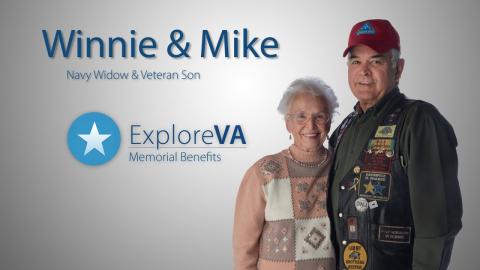 Winnie & Mike
Navy Widow & Veteran Son
ExploreVA
Memorial Benefits